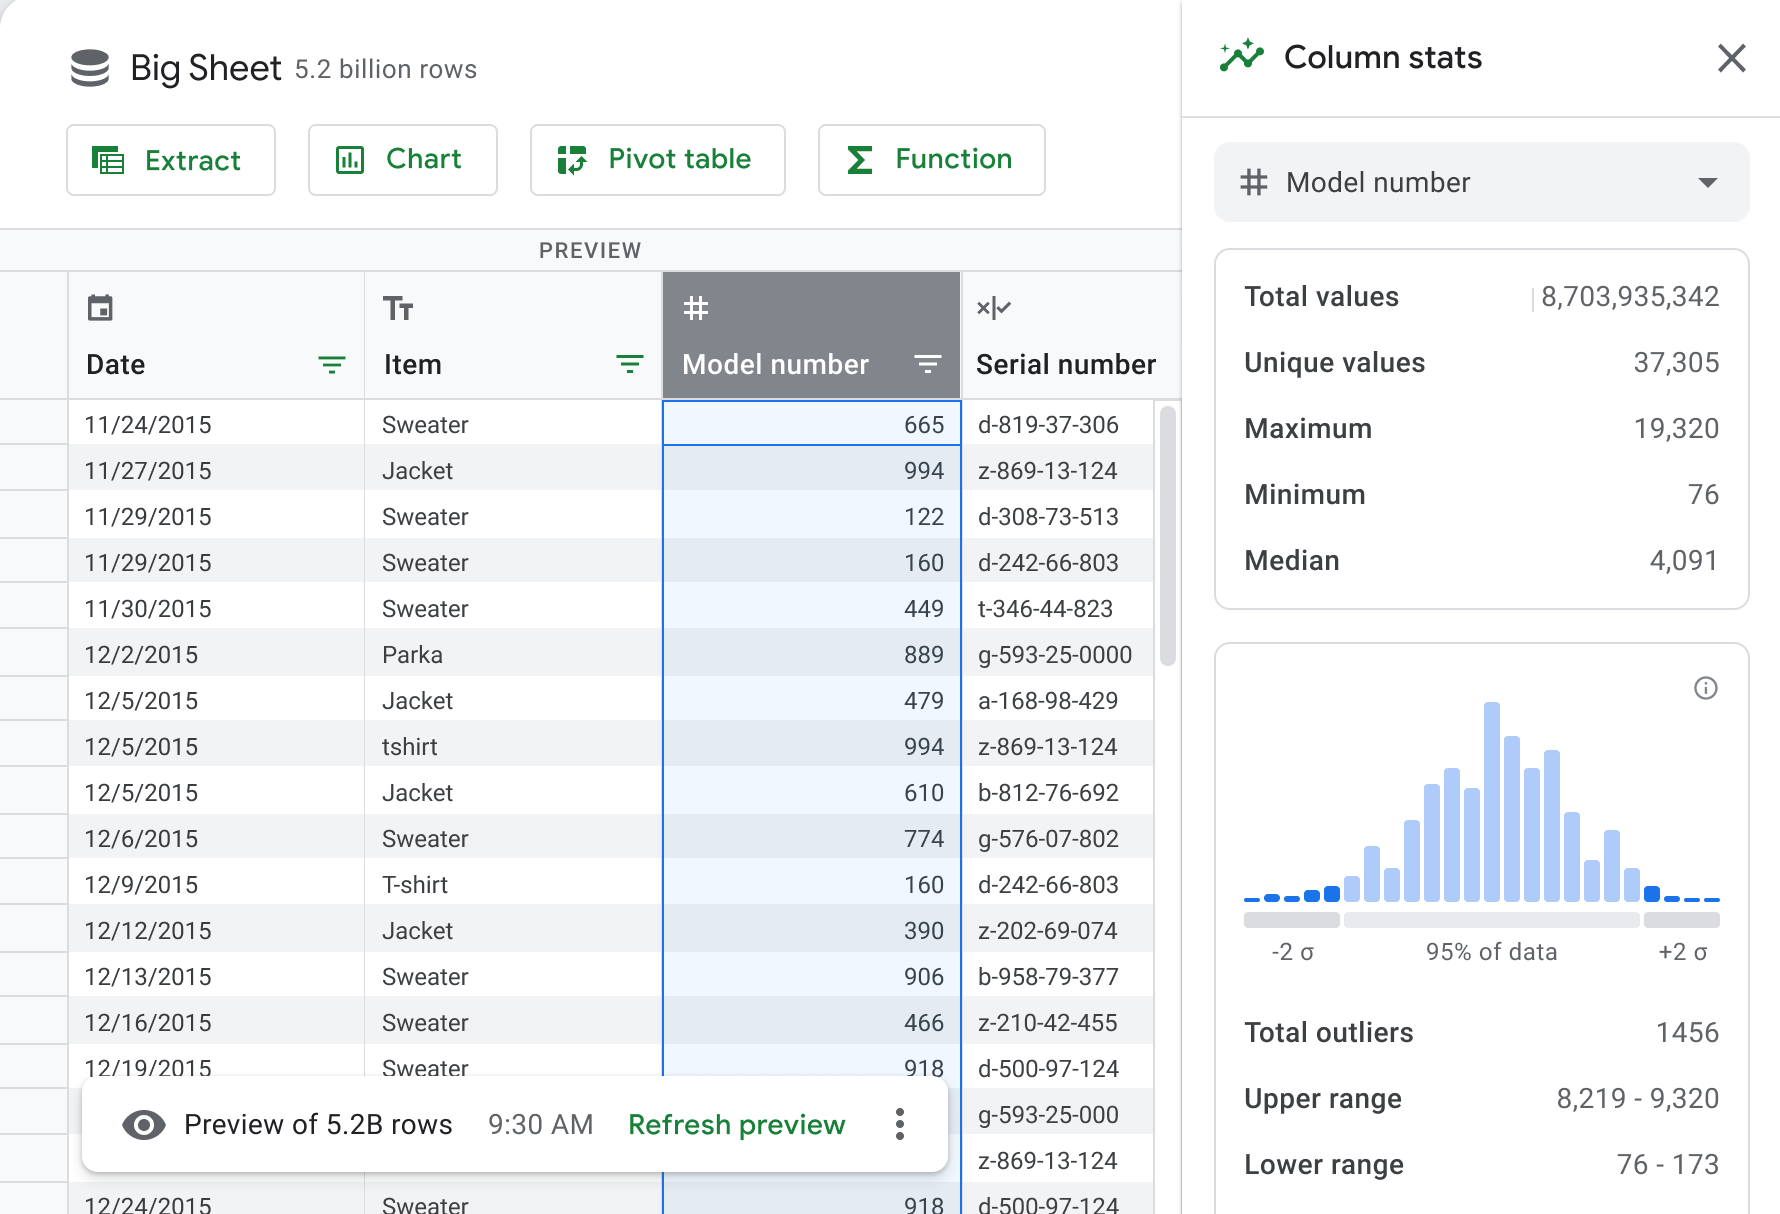 Big Sheet 5.2 billion rows
Extract Chart Pivot table Function
PREVIEW
Date Item Model number Serial number
11/24/2015 Sweater 665 d-819-37-306
11/27/2015 Jacket 994 z-869-13-124
11/29/2015 Sweater 122 d-308-73-513
11/29/2015 Sweater 160 d-242-66-803
11/30/2015 Sweater 449 t-346-44-823
12/2/2015 Parka 889 g-593-25-0000
12/5/2015 Jacket 479 a-168-98-429
12/5/2015 tshirt 994 z-869-13-124
12/5/2015 Jacket 610 b-812-76-692
12/6/2015 Sweater 774 g-576-07-802
12/9/2015 T-shirt 160 d-242-66-803
12/12/2015 Jacket 390 z-202-69-074
12/13/2015 Sweater 906 b-958-79-377
12/16/2015 Sweater 466 z-210-42-455
12/19/2015 Sweater 918 d-500-97-124
g-593-25-000
Preview of 5.2B rows 9:30 AM Refresh preview
z-869-13-124
12/24/2015 Sweater 918 d-500-97-124
Column stats
# Model number
Total values 8,703,935,342
Unique values 37,305
Maximum 19,320
Minimum 76
Median 4,091
-2 σ 95% of data +2 σ
Total outliers 1456
Upper range 8,219 - 9,320
Lower range 76 - 173